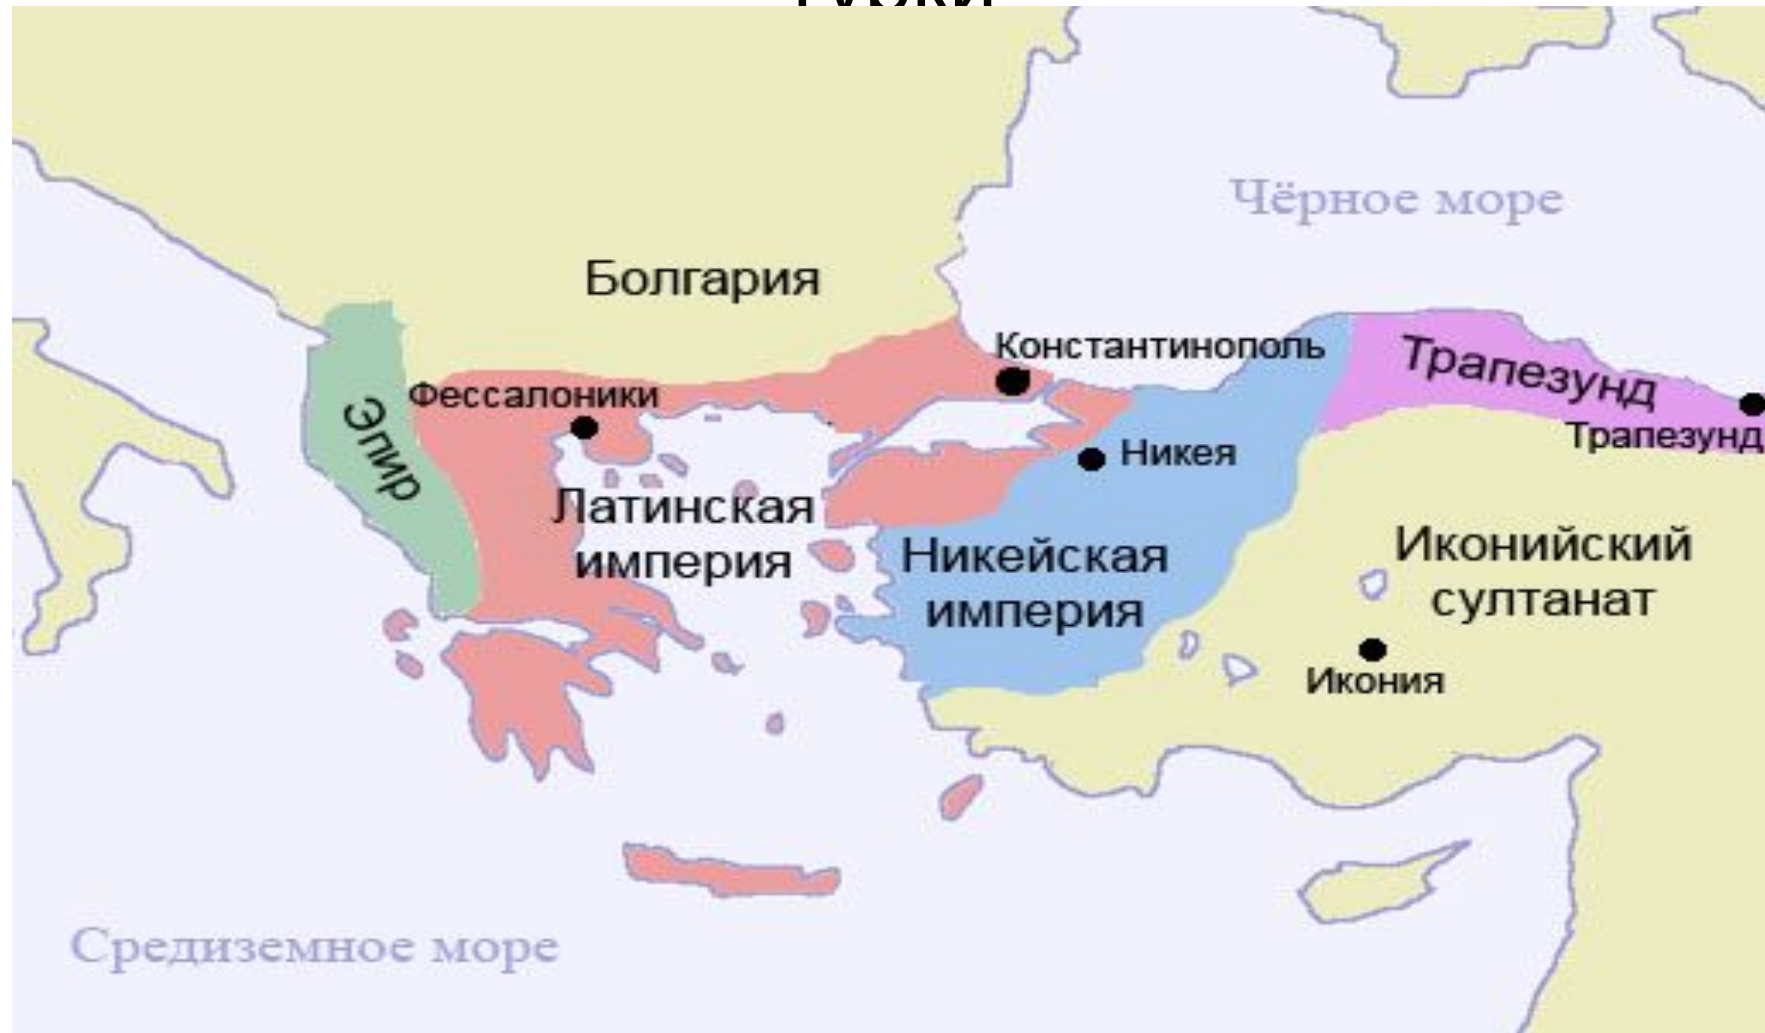 Чёрное море
Болгария
Константинополь
Трапезунд
Фессалоники
Эпир
Трапезунд
Никея
Латинская
империя
Никейская
империя
Иконийский
султанат
Икония
Средиземное море